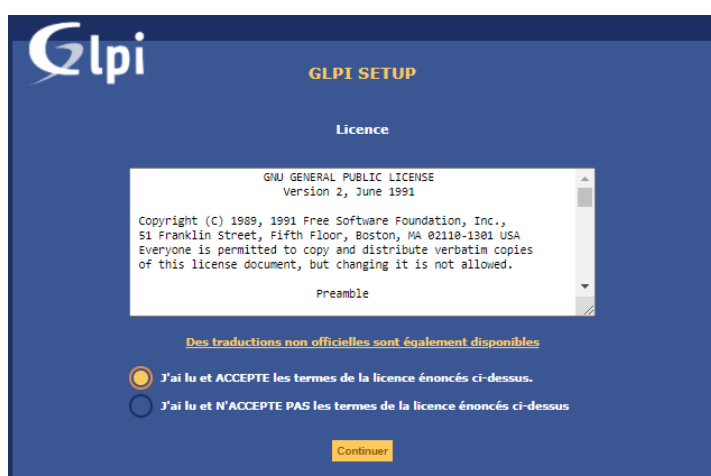 Glpi
GLPI SETUP
Licence
GNU GENERAL PUBLIC LICENSE
Version 2, June 1991
Copyright (C) 1989, 1991 Free Software Foundation, Inc.,
51 Franklin Street, Fifth Floor, Boston, MA 02110-1301 USA
Everyone is permitted to copy and distribute verbatim copies
of this license document, but changing it is not allowed.
Preamble
Des traductions non officielles sont également disponibles
J'ai lu et ACCEPTE les termes de la licence énoncés ci-dessus.
J'ai lu et N'ACCEPTE PAS les termes de la licence énoncés ci-dessus
Continuer